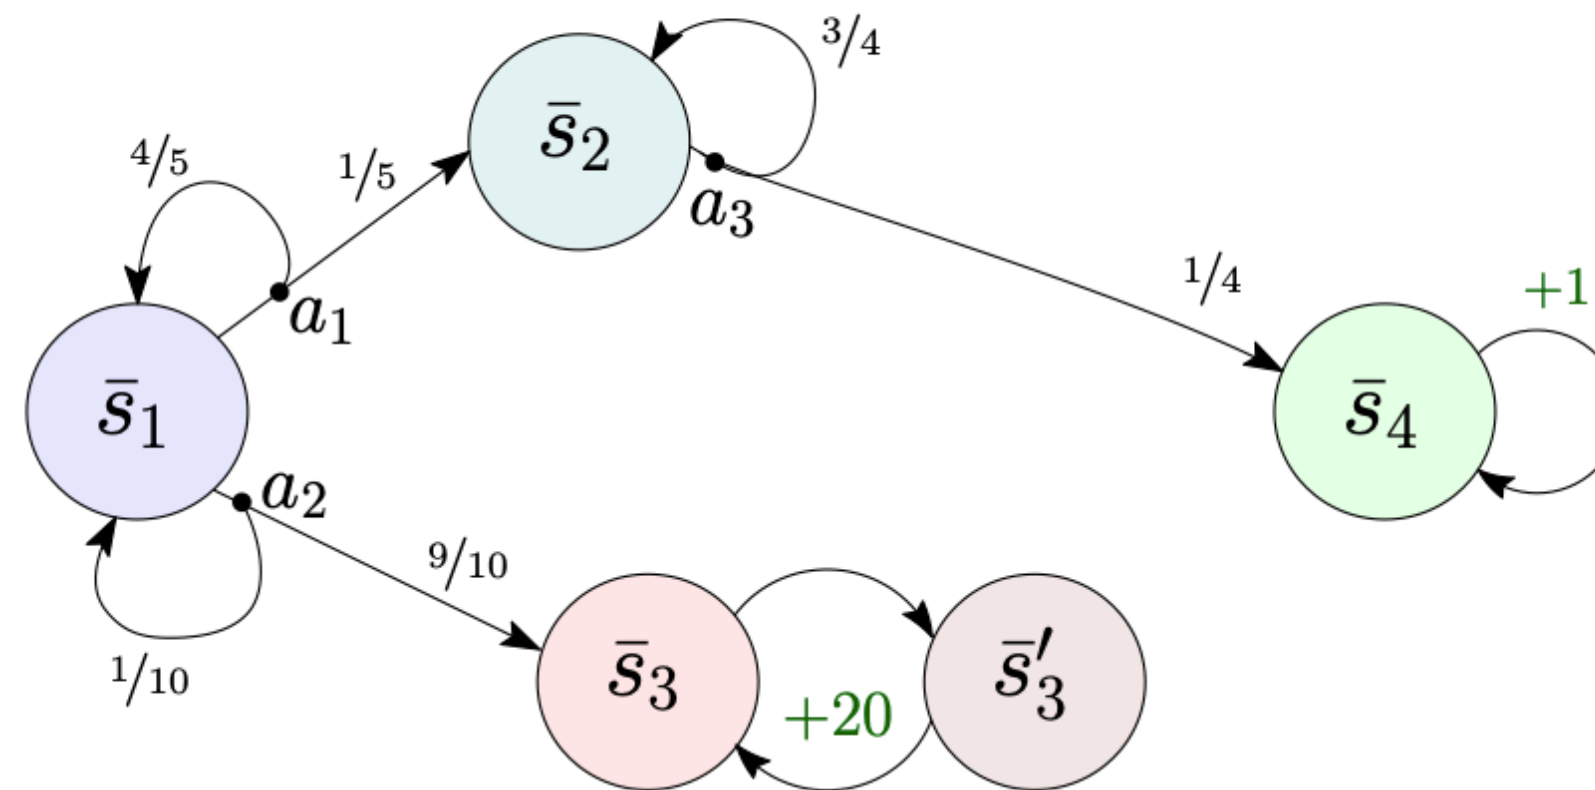 3/4
s̄₂
4/5
1/5
a₃
1/4
+1
a₁
s̄₁
s̄₄
a₂
9/10
1/10
s̄₃
s̄′₃
+20